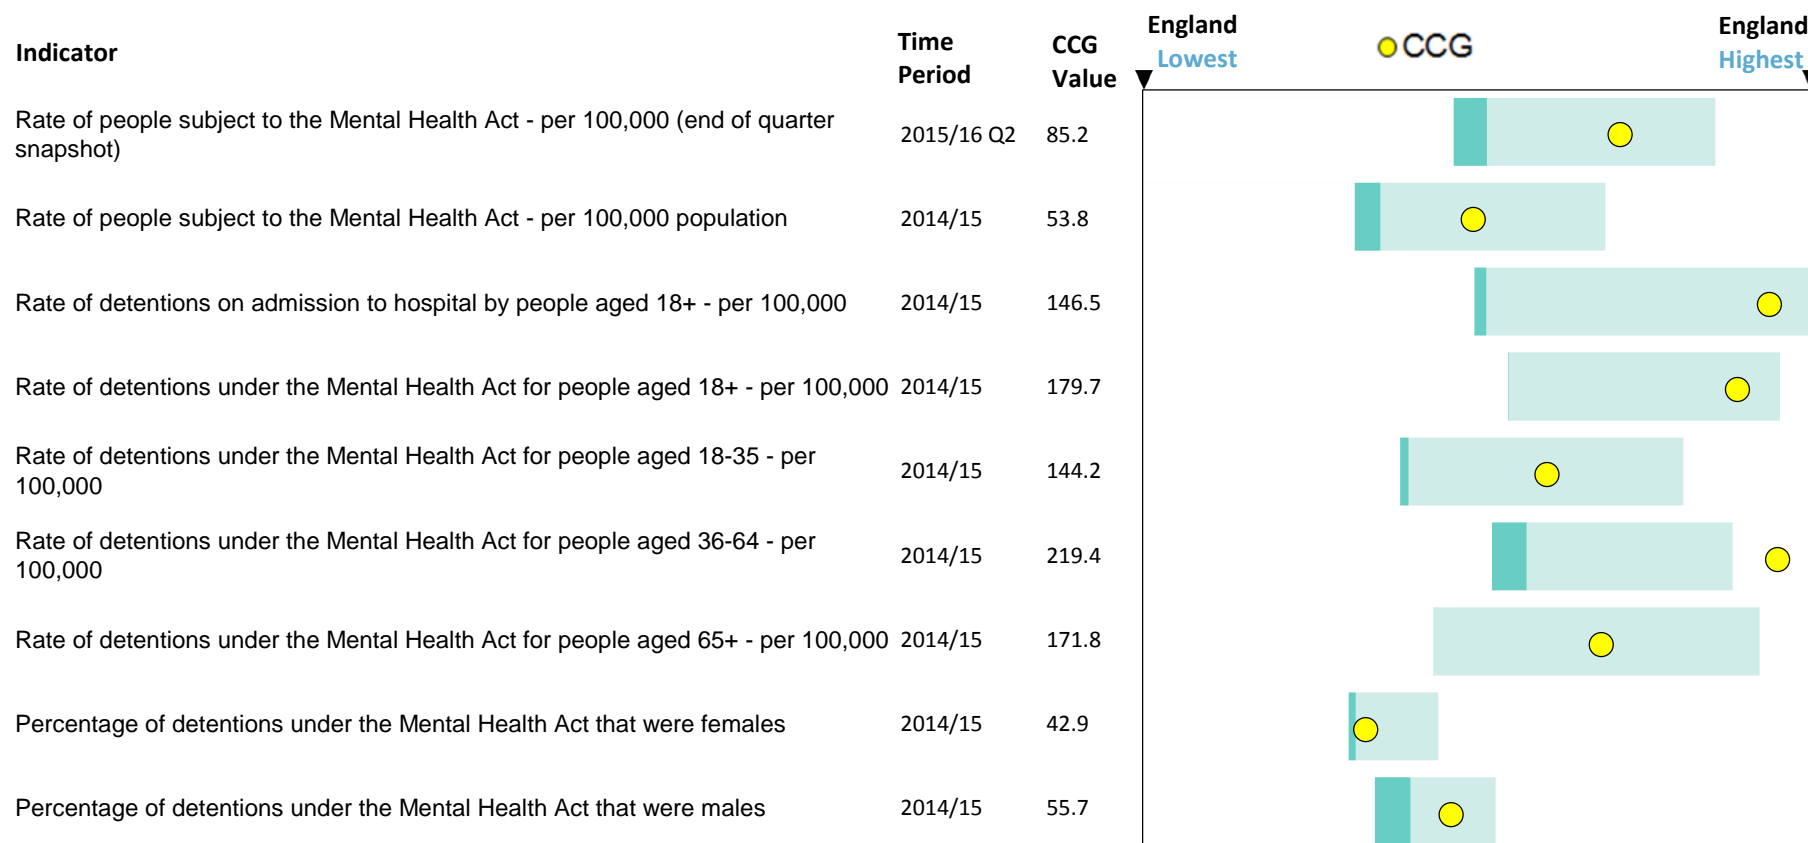 Indicator
Time
Period
CCG
Value
England
Lowest
CCG
England
Highest
Rate of people subject to the Mental Health Act - per 100,000 (end of quarter
snapshot)
2015/16 Q2
85.2
Rate of people subject to the Mental Health Act - per 100,000 population
2014/15
53.8
Rate of detentions on admission to hospital by people aged 18+ - per 100,000
2014/15
146.5
Rate of detentions under the Mental Health Act for people aged 18+ - per 100,000
2014/15
179.7
Rate of detentions under the Mental Health Act for people aged 18-35 - per
100,000
2014/15
144.2
Rate of detentions under the Mental Health Act for people aged 36-64 - per
100,000
2014/15
219.4
Rate of detentions under the Mental Health Act for people aged 65+ - per 100,000
2014/15
171.8
Percentage of detentions under the Mental Health Act that were females
2014/15
42.9
Percentage of detentions under the Mental Health Act that were males
2014/15
55.7